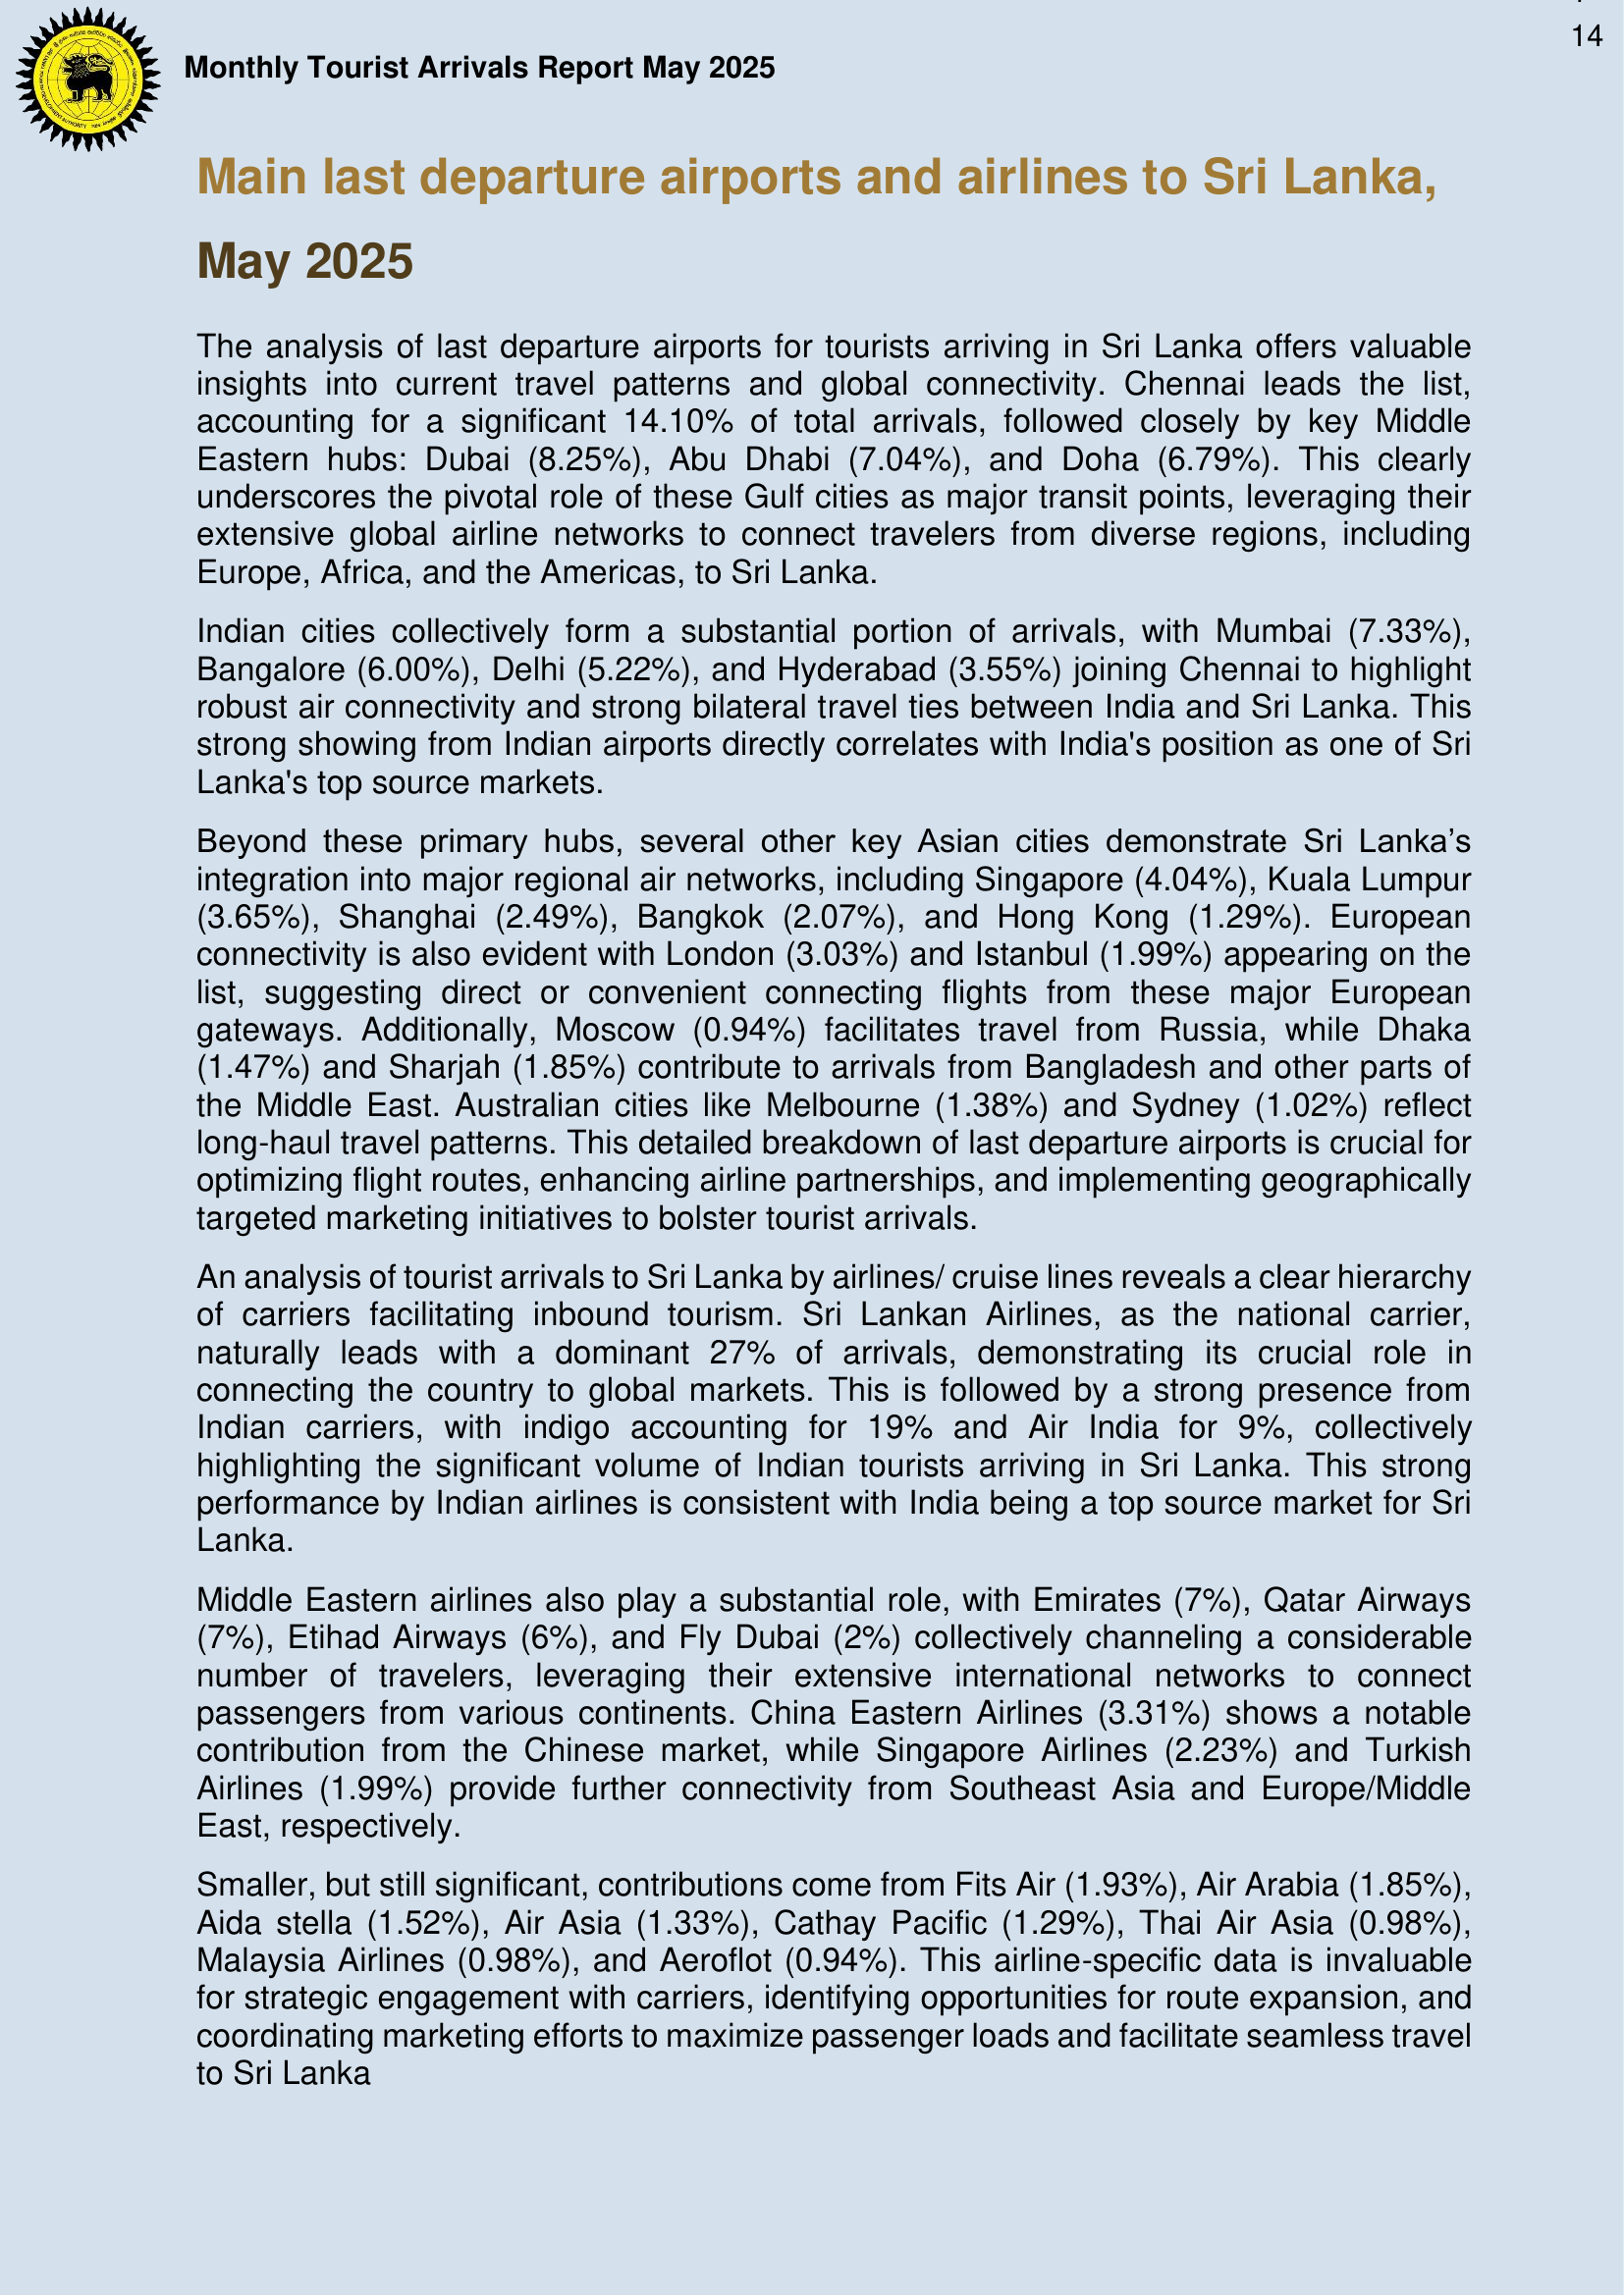 14
Monthly Tourist Arrivals Report May 2025
Main last departure airports and airlines to Sri Lanka,
May 2025
The analysis of last departure airports for tourists arriving in Sri Lanka offers valuable
insights into current travel patterns and global connectivity. Chennai leads the list,
accounting for a significant 14.10% of total arrivals, followed closely by key Middle
Eastern hubs: Dubai (8.25%), Abu Dhabi (7.04%), and Doha (6.79%). This clearly
underscores the pivotal role of these Gulf cities as major transit points, leveraging their
extensive global airline networks to connect travelers from diverse regions, including
Europe, Africa, and the Americas, to Sri Lanka.
Indian cities collectively form a substantial portion of arrivals, with Mumbai (7.33%),
Bangalore (6.00%), Delhi (5.22%), and Hyderabad (3.55%) joining Chennai to highlight
robust air connectivity and strong bilateral travel ties between India and Sri Lanka. This
strong showing from Indian airports directly correlates with India's position as one of Sri
Lanka's top source markets.
Beyond these primary hubs, several other key Asian cities demonstrate Sri Lanka’s
integration into major regional air networks, including Singapore (4.04%), Kuala Lumpur
(3.65%), Shanghai (2.49%), Bangkok (2.07%), and Hong Kong (1.29%). European
connectivity is also evident with London (3.03%) and Istanbul (1.99%) appearing on the
list, suggesting direct or convenient connecting flights from these major European
gateways. Additionally, Moscow (0.94%) facilitates travel from Russia, while Dhaka
(1.47%) and Sharjah (1.85%) contribute to arrivals from Bangladesh and other parts of
the Middle East. Australian cities like Melbourne (1.38%) and Sydney (1.02%) reflect
long-haul travel patterns. This detailed breakdown of last departure airports is crucial for
optimizing flight routes, enhancing airline partnerships, and implementing geographically
targeted marketing initiatives to bolster tourist arrivals.
An analysis of tourist arrivals to Sri Lanka by airlines/ cruise lines reveals a clear hierarchy
of carriers facilitating inbound tourism. Sri Lankan Airlines, as the national carrier,
naturally leads with a dominant 27% of arrivals, demonstrating its crucial role in
connecting the country to global markets. This is followed by a strong presence from
Indian carriers, with indigo accounting for 19% and Air India for 9%, collectively
highlighting the significant volume of Indian tourists arriving in Sri Lanka. This strong
performance by Indian airlines is consistent with India being a top source market for Sri
Lanka.
Middle Eastern airlines also play a substantial role, with Emirates (7%), Qatar Airways
(7%), Etihad Airways (6%), and Fly Dubai (2%) collectively channeling a considerable
number of travelers, leveraging their extensive international networks to connect
passengers from various continents. China Eastern Airlines (3.31%) shows a notable
contribution from the Chinese market, while Singapore Airlines (2.23%) and Turkish
Airlines (1.99%) provide further connectivity from Southeast Asia and Europe/Middle
East, respectively.
Smaller, but still significant, contributions come from Fits Air (1.93%), Air Arabia (1.85%),
Aida stella (1.52%), Air Asia (1.33%), Cathay Pacific (1.29%), Thai Air Asia (0.98%),
Malaysia Airlines (0.98%), and Aeroflot (0.94%). This airline-specific data is invaluable
for strategic engagement with carriers, identifying opportunities for route expansion, and
coordinating marketing efforts to maximize passenger loads and facilitate seamless travel
to Sri Lanka